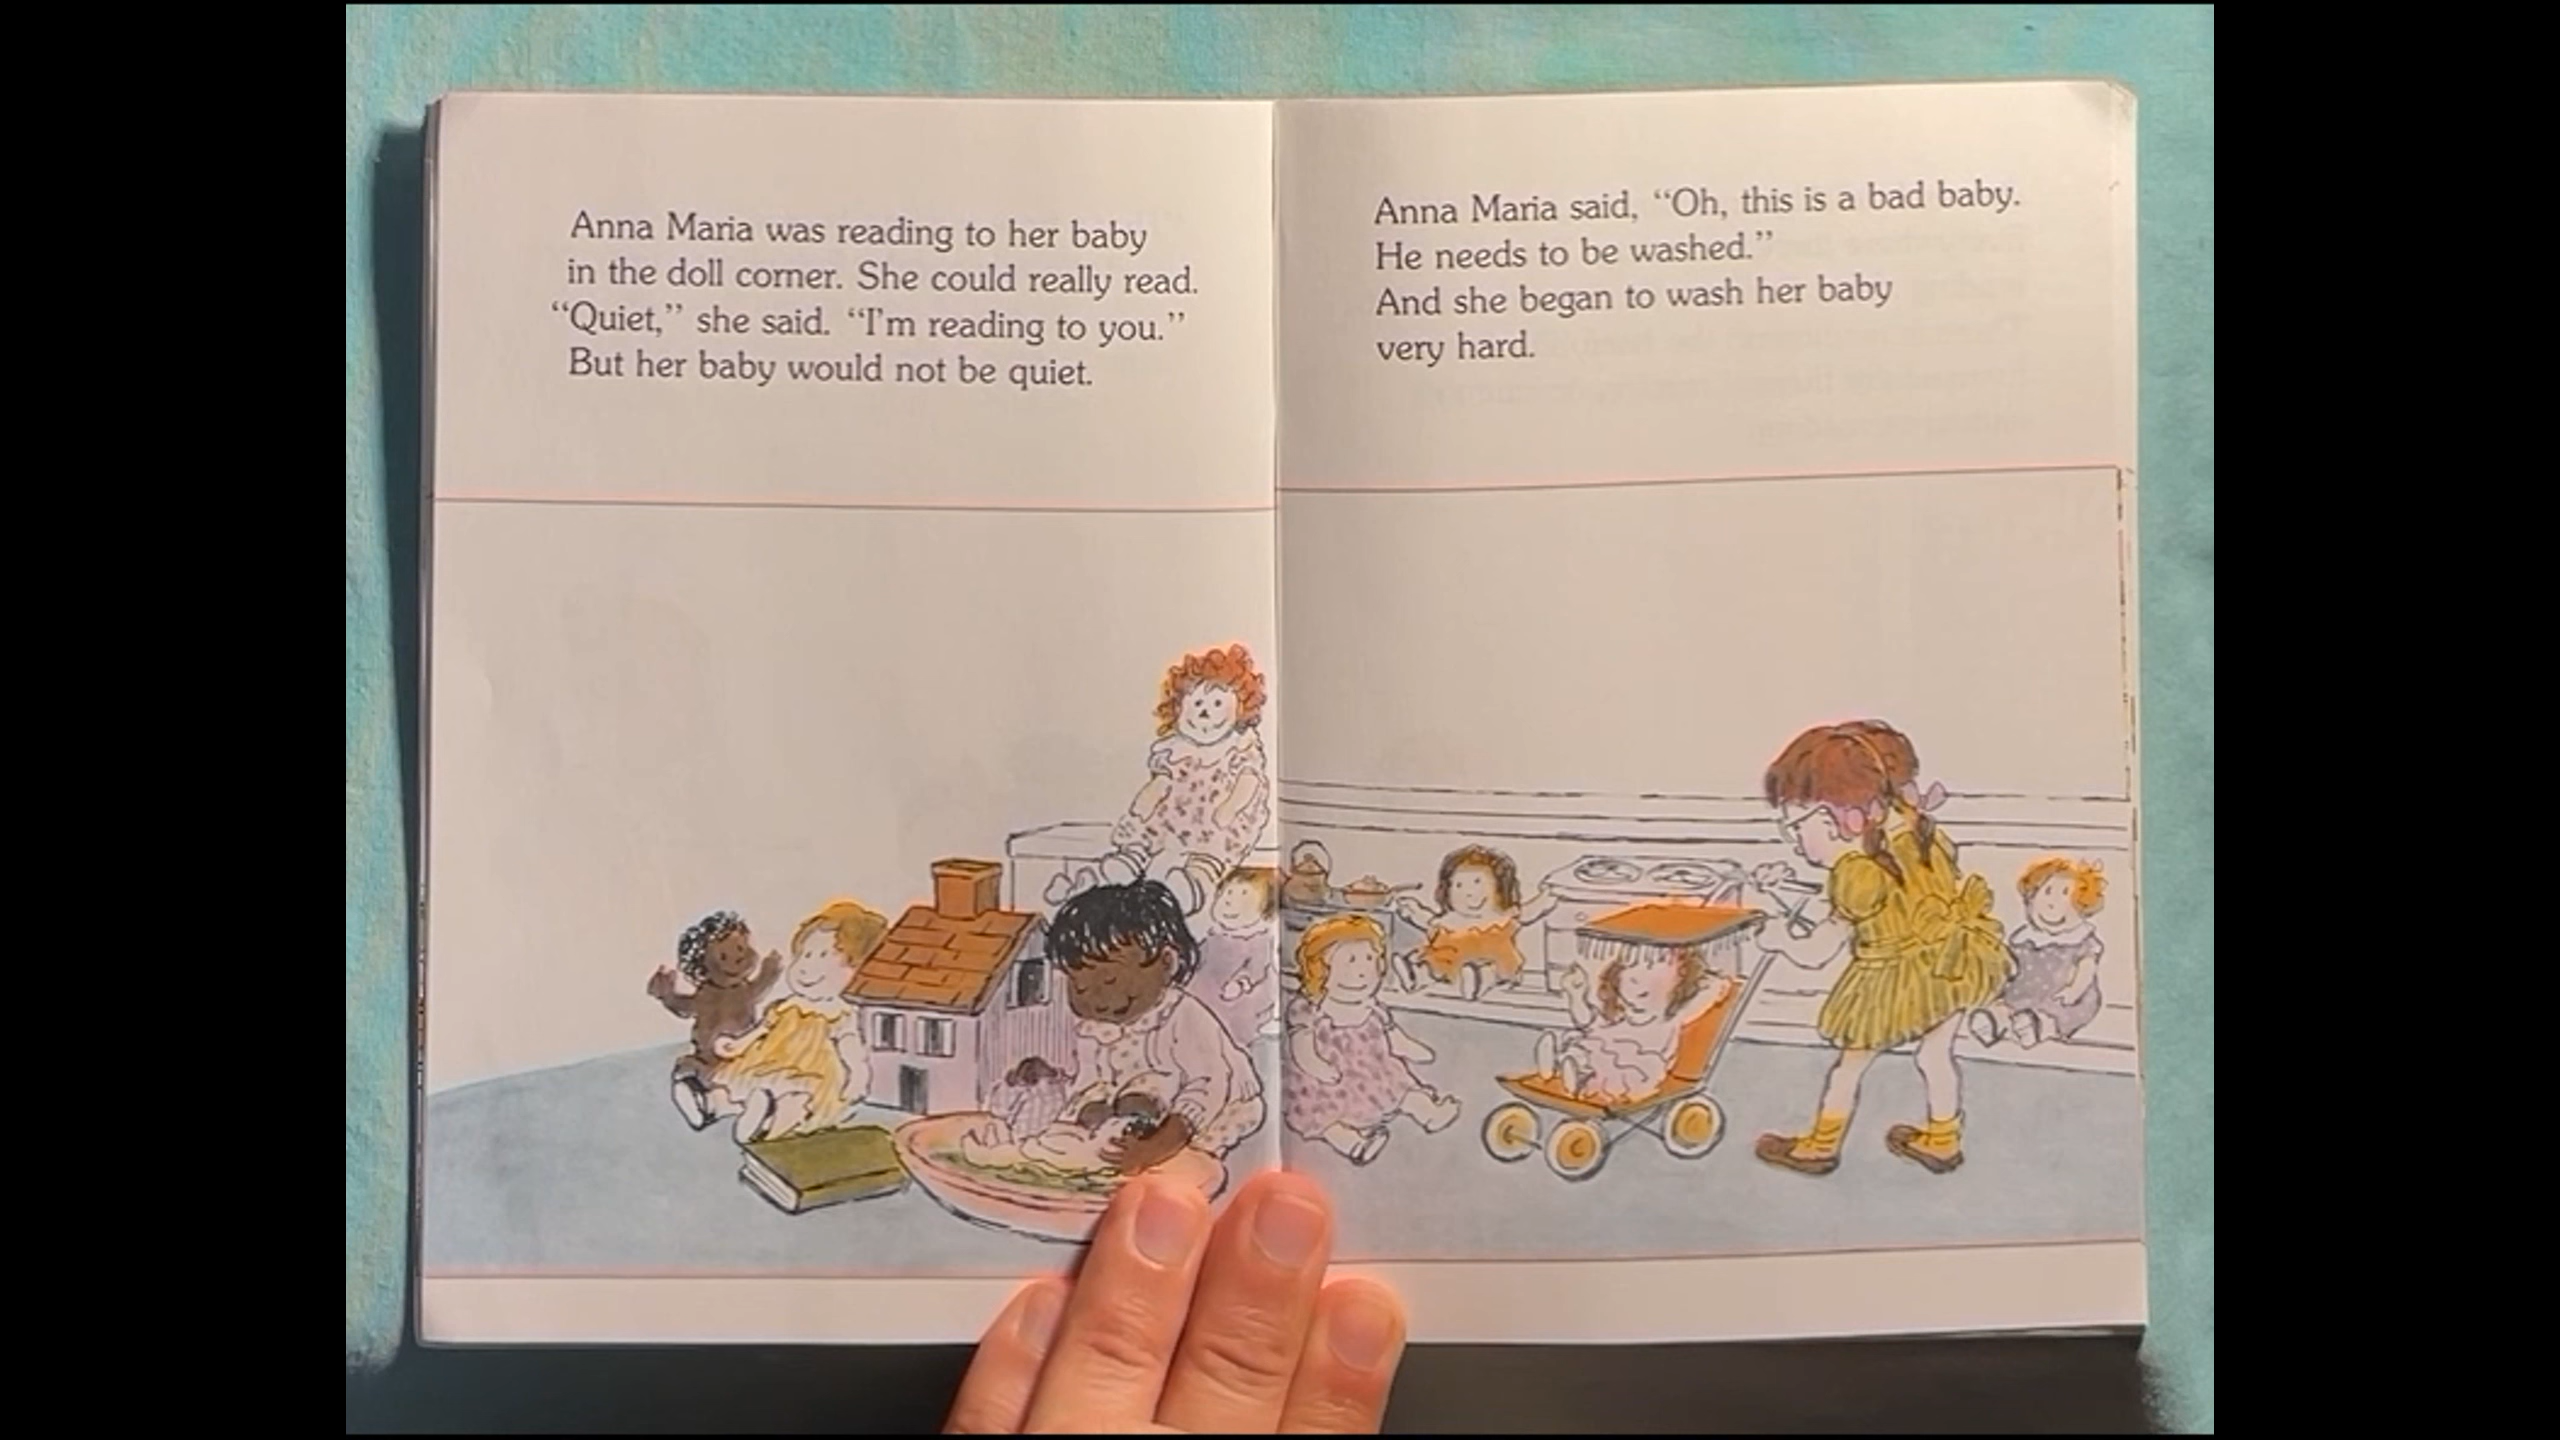 Anna Maria was reading to her baby
in the doll corner. She could really read.
“Quiet,” she said. “I'm reading to you.”
But her baby would not be quiet.
Anna Maria said, “Oh, this is a bad baby.
He needs to be washed.”
And she began to wash her baby
very hard.